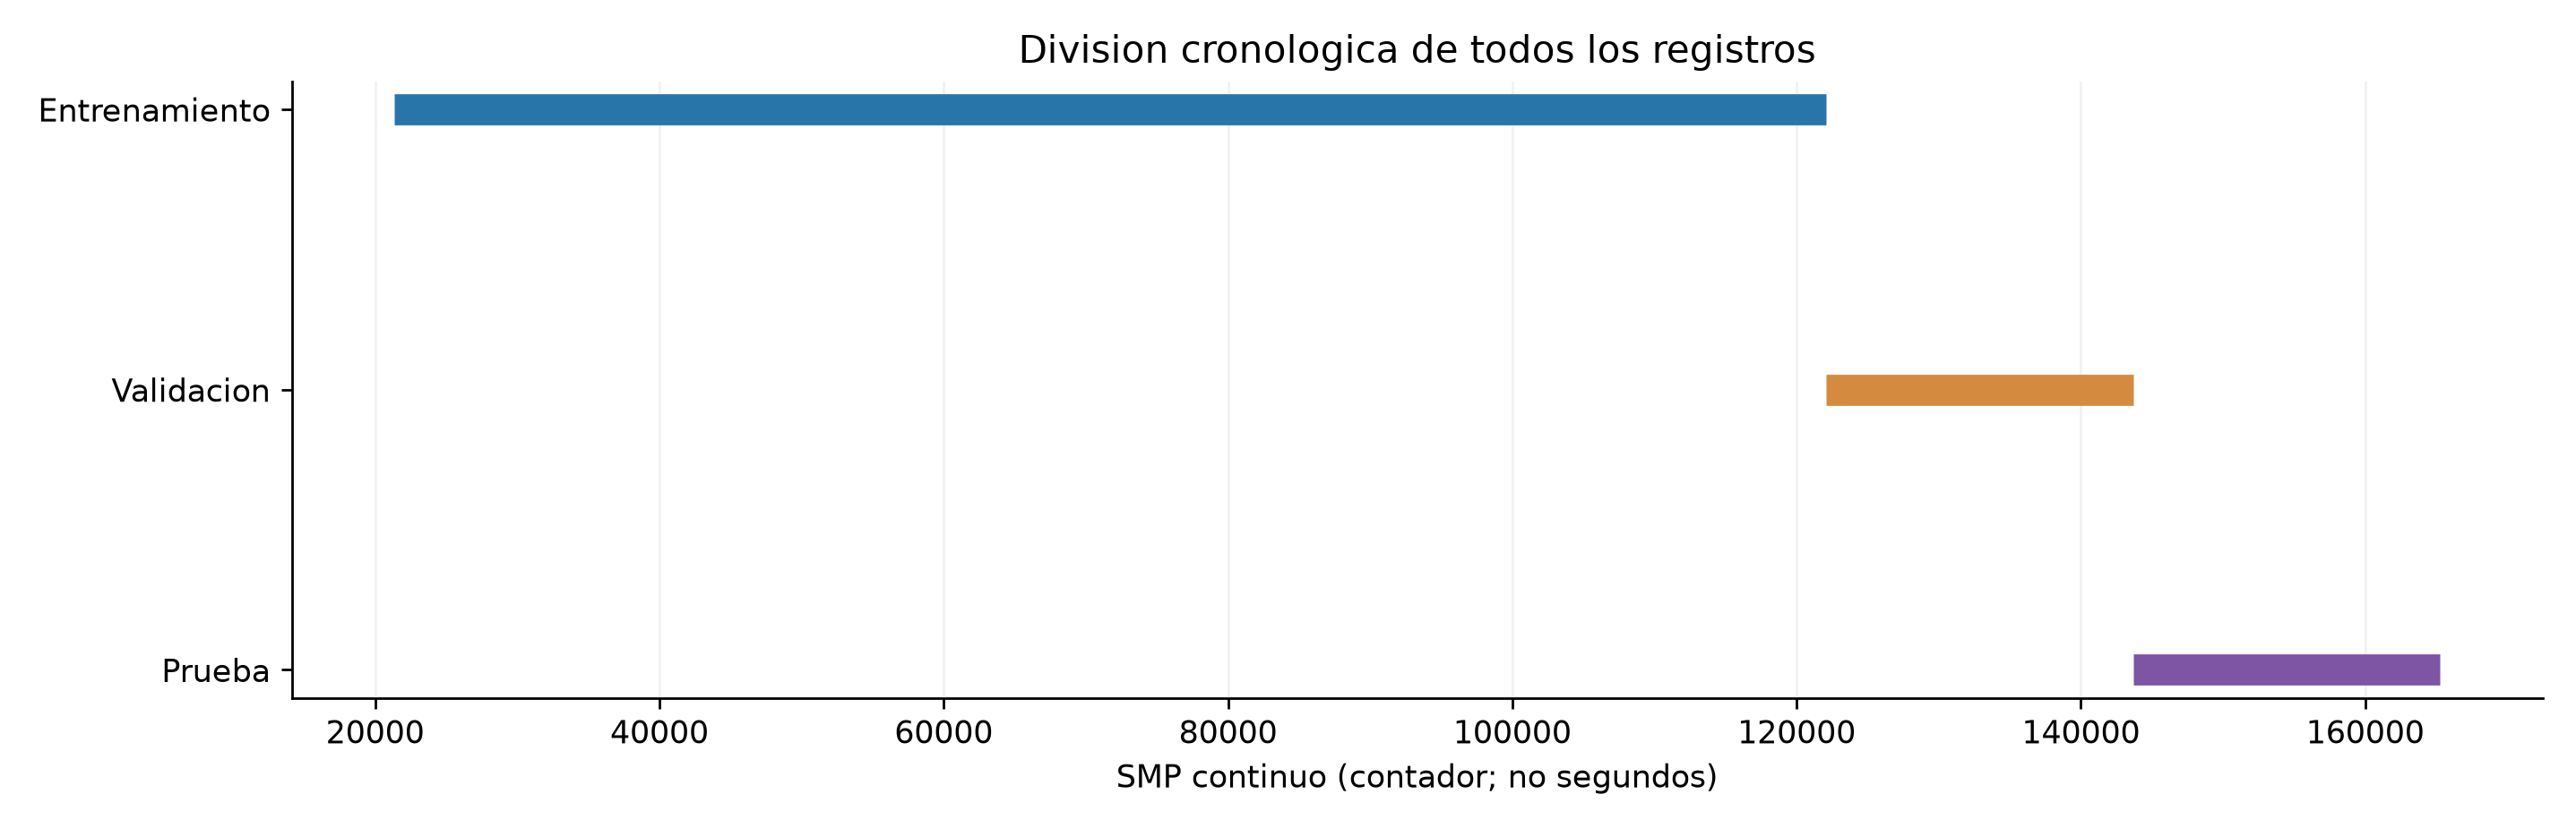 Division cronologica de todos los registros
Entrenamiento
Validacion
Prueba
20000 40000 60000 80000 100000 120000 140000 160000
SMP continuo (contador; no segundos)